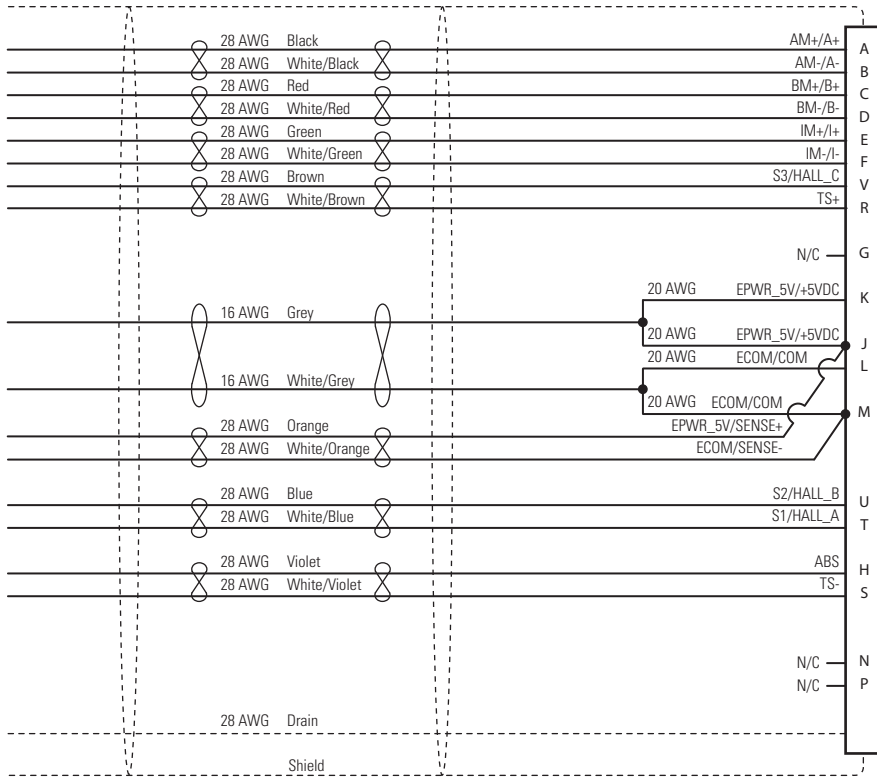 28 AWG Black AM+/A+ A
28 AWG White/Black AM-/A- B
28 AWG Red BM+/B+ C
28 AWG White/Red BM-/B- D
28 AWG Green IM+/I+ E
28 AWG White/Green IM-/I- F
28 AWG Brown S3/HALL_C V
28 AWG White/Brown TS+ R
N/C G
20 AWG EPWR_5V/+5VDC K
16 AWG Grey
20 AWG EPWR_5V/+5VDC J
20 AWG ECOM/COM L
16 AWG White/Grey
20 AWG ECOM/COM M
28 AWG Orange EPWR_5V/SENSE+
28 AWG White/Orange ECOM/SENSE-
28 AWG Blue S2/HALL_B U
28 AWG White/Blue S1/HALL_A T
28 AWG Violet ABS H
28 AWG White/Violet TS- S
N/C N
N/C P
28 AWG Drain
Shield